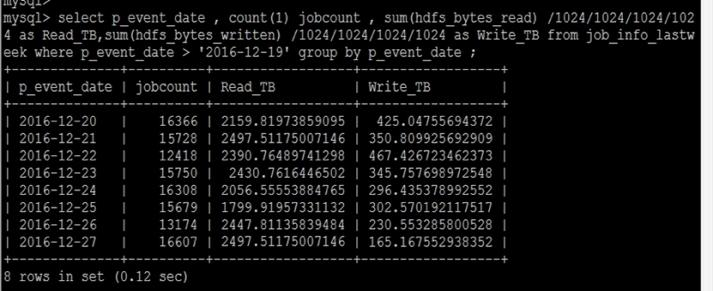 mysql>
mysql> select p_event_date , count(1) jobcount , sum(hdfs_bytes_read) /1024/1024/1024/102
4 as Read_TB,sum(hdfs_bytes_written) /1024/1024/1024/1024 as Write_TB from job_info_lastwe
ek where p_event_date > '2016-12-19' group by p_event_date ;
+--------------+----------+------------------+------------------+
| p_event_date | jobcount | Read_TB          | Write_TB         |
+--------------+----------+------------------+------------------+
| 2016-12-20   |    16366 | 2159.81973859095 |  425.04755694372 |
| 2016-12-21   |    15728 | 2497.51175007146 | 350.809925692909 |
| 2016-12-22   |    12418 | 2390.76489741298 | 467.426723462373 |
| 2016-12-23   |    15750 |  2430.7616446502 | 345.757698972548 |
| 2016-12-24   |    16308 | 2056.55553884765 | 296.435378992552 |
| 2016-12-25   |    15679 | 1799.91957331132 | 302.570192117517 |
| 2016-12-26   |    13174 | 2447.81135839484 | 230.553285800528 |
| 2016-12-27   |    16607 | 2497.51175007146 | 165.167552938352 |
+--------------+----------+------------------+------------------+
8 rows in set (0.12 sec)